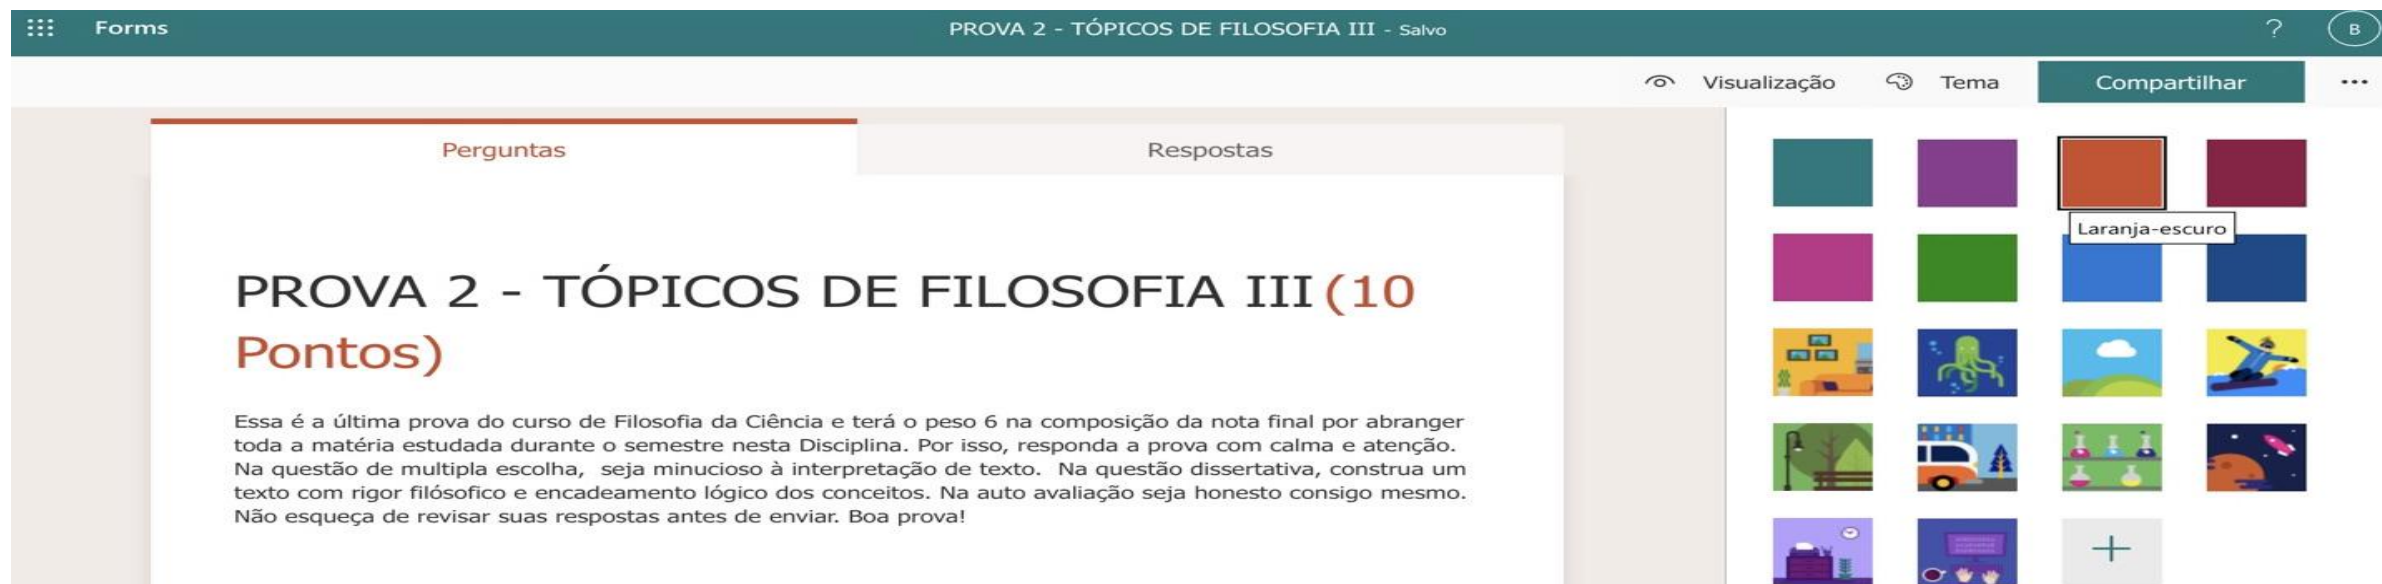 Forms
PROVA 2 - TÓPICOS DE FILOSOFIA III - Salvo
?
B
Visualização
Tema
Compartilhar
...
Perguntas
Respostas
Laranja-escuro
PROVA 2 - TÓPICOS DE FILOSOFIA III (10
Pontos)
Essa é a última prova do curso de Filosofia da Ciência e terá o peso 6 na composição da nota final por abranger
toda a matéria estudada durante o semestre nesta Disciplina. Por isso, responda a prova com calma e atenção.
Na questão de multipla escolha,  seja minucioso à interpretação de texto.  Na questão dissertativa, construa um
texto com rigor filósofico e encadeamento lógico dos conceitos. Na auto avaliação seja honesto consigo mesmo.
Não esqueça de revisar suas respostas antes de enviar. Boa prova!